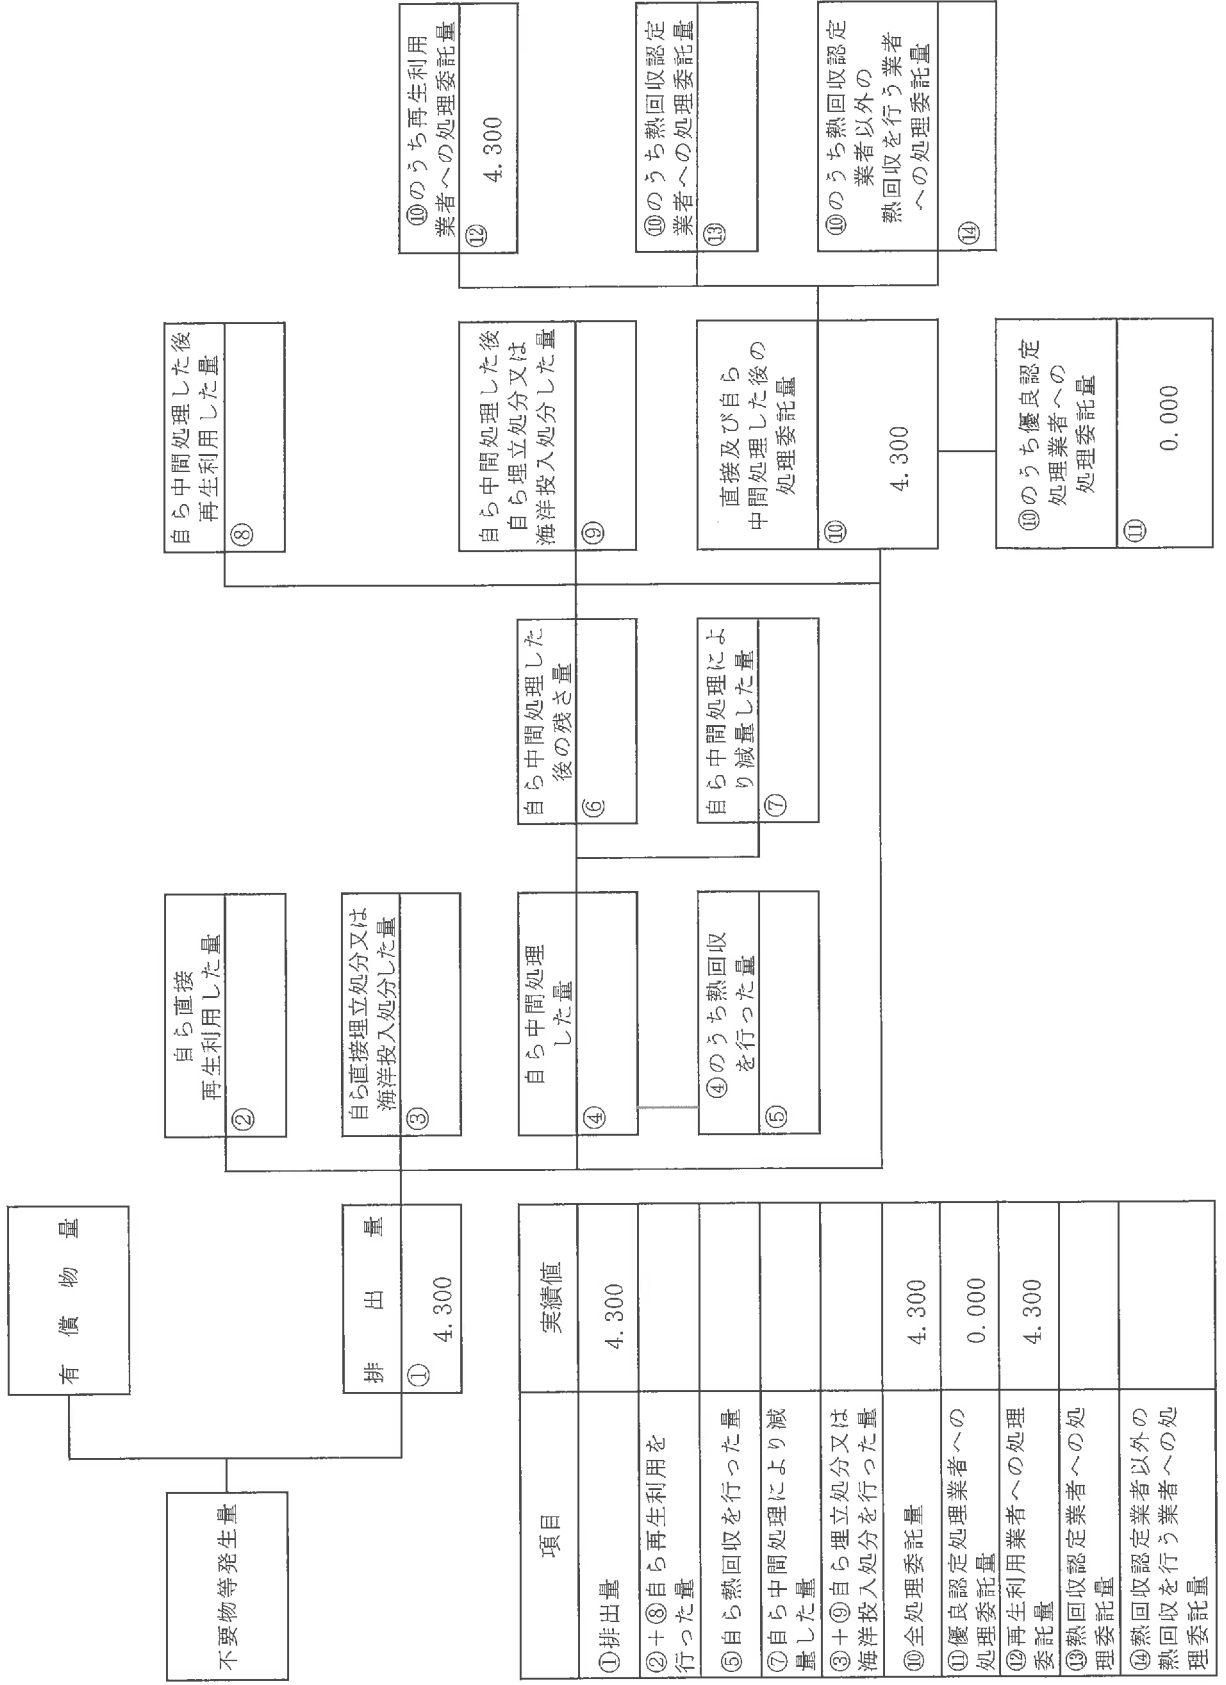 不要物等発生量
有 償 物 量
排 出 量
① 4.300
自ら直接
再生利用した量
②
自ら直接埋立処分又は
海洋投入処分した量
③
自ら中間処理
した量
④
④のうち熱回収
を行った量
⑤
自ら中間処理した
後の残さ量
⑥
自ら中間処理によ
り減量した量
⑦
自ら中間処理した後
再生利用した量
⑧
自ら中間処理した後
自ら埋立処分又は
海洋投入処分した量
⑨
直接及び自ら
中間処理した後の
処理委託量
⑩ 4.300
⑩のうち優良認定
処理業者への
処理委託量
⑪ 0.000
⑩のうち再生利用
業者への処理委託量
⑫ 4.300
⑩のうち熱回収認定
業者への処理委託量
⑬
⑩のうち熱回収認定
業者以外の
熱回収を行う業者
への処理委託量
⑭
項目 実績値
①排出量 4.300
②+⑧自ら再生利用を
行った量
⑤自ら熱回収を行った量
⑦自ら中間処理により減
量した量
③+⑨自ら埋立処分又は
海洋投入処分を行った量
⑩全処理委託量 4.300
⑪優良認定処理業者への
処理委託量 0.000
⑫再生利用業者への処理
委託量 4.300
⑬熱回収認定業者への処
理委託量
⑭熱回収認定業者以外の
熱回収を行う業者への処
理委託量